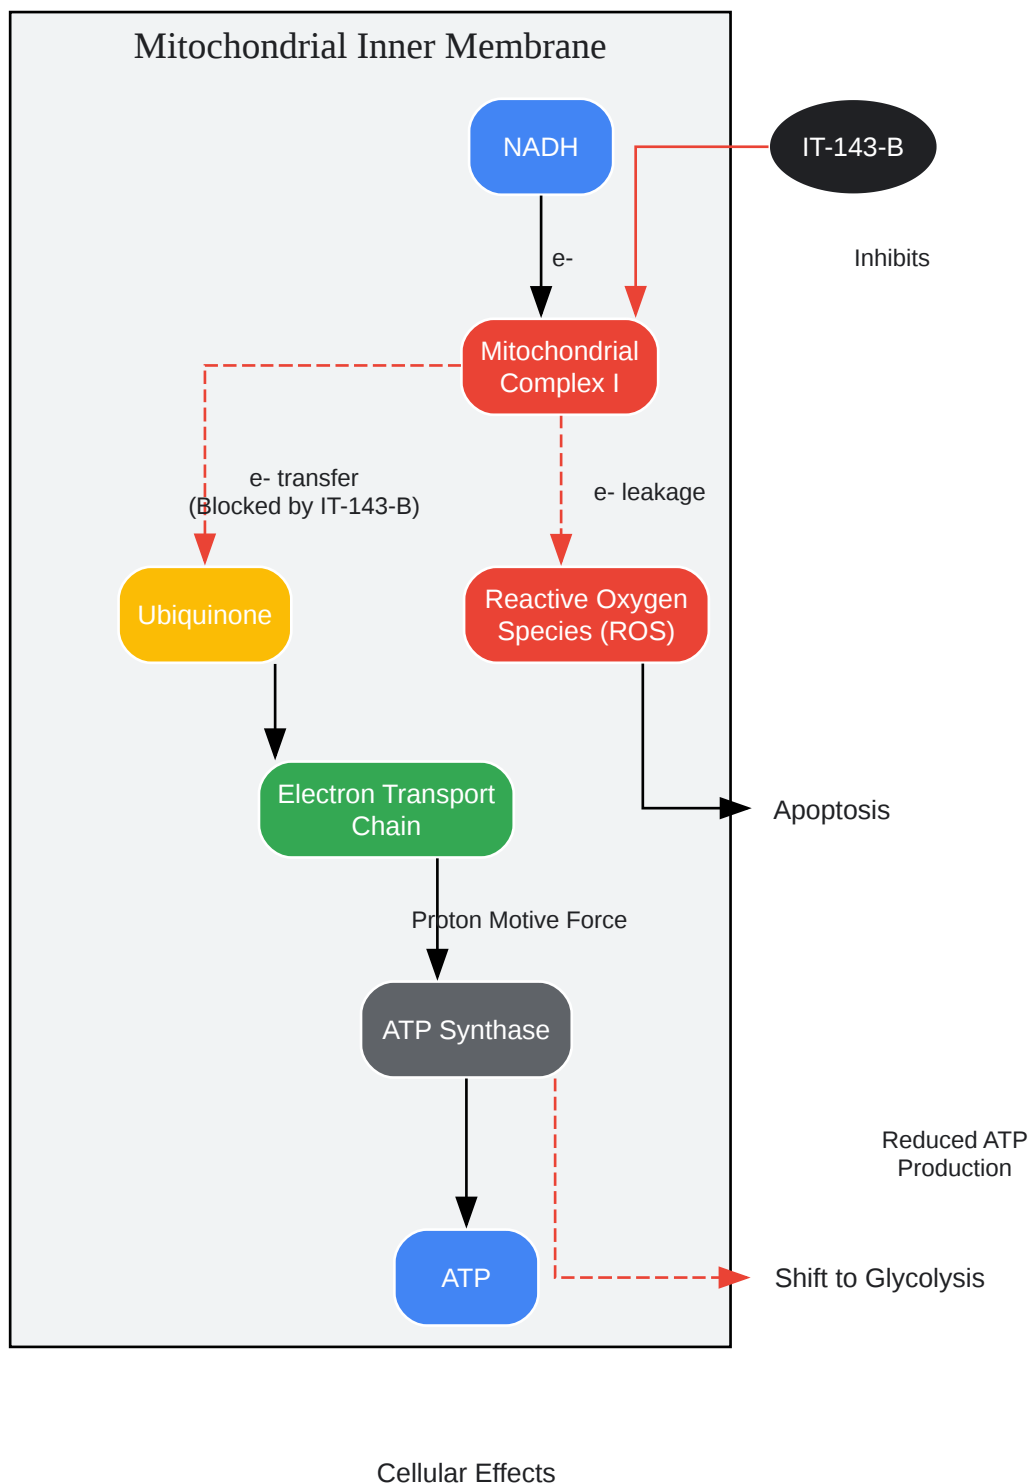 Mitochondrial Inner Membrane
NADH
IT-143-B
e-
Inhibits
Mitochondrial
Complex I
e- transfer
(Blocked by IT-143-B)
e- leakage
Ubiquinone
Reactive Oxygen
Species (ROS)
Electron Transport
Chain
Apoptosis
Proton Motive Force
ATP Synthase
Reduced ATP
Production
ATP
Shift to Glycolysis
Cellular Effects